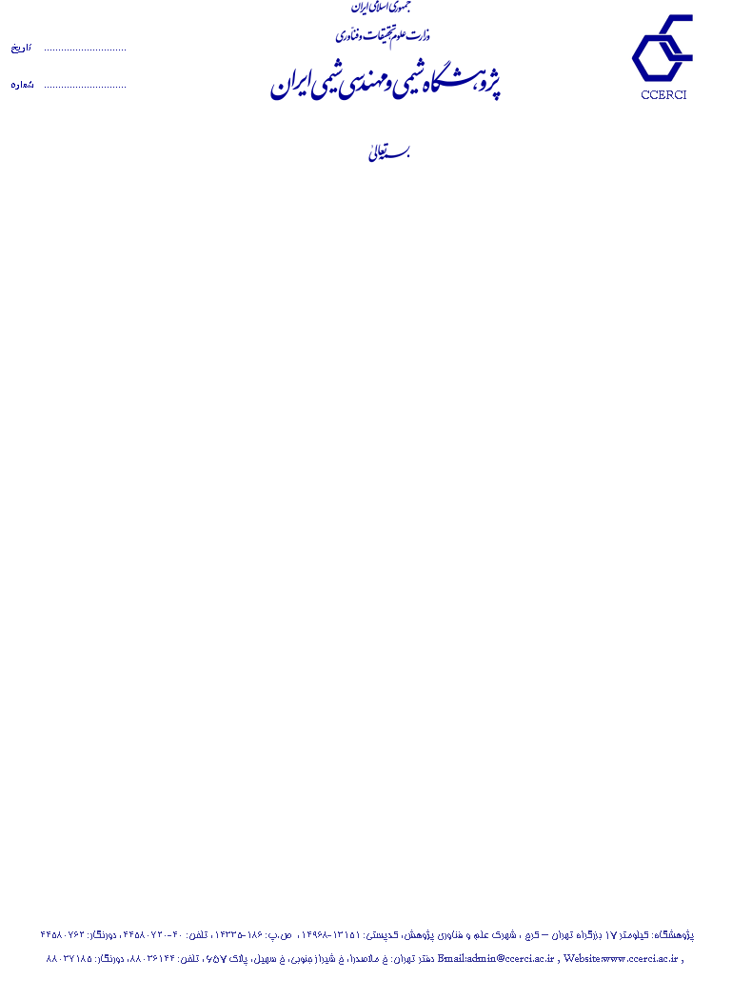 جمهوری اسلامی ایران
وزارت علوم تحقیقات و فناوری
پژوهشگاه شیمی و مهندسی شیمی ایران
CCERCI
تاریخ .............................
شماره .............................
بسمه تعالی
پژوهشگاه: کیلومتر ۱۷ بزرگراه تهران – کرج ، شهرک علم و فناوری پژوهش، کدپستی: ۱۳۱۵۱-۱۴۹۶۸ ، ص.پ: ۱۸۶-۱۴۳۳۵ ، تلفن: ۴۰-۴۴۵۸۰۷۲۰ ، دورنگار: ۴۴۵۸۰۷۶۲
دفتر تهران: خ ملاصدرا، خ شیراز جنوبی، خ سهیل، پلاک ۶۵۷ ، تلفن: ۸۸۰۳۶۱۴۴ ، دورنگار: ۸۸۰۳۷۱۸۵ Email:admin@ccerci.ac.ir , Website:www.ccerci.ac.ir ,